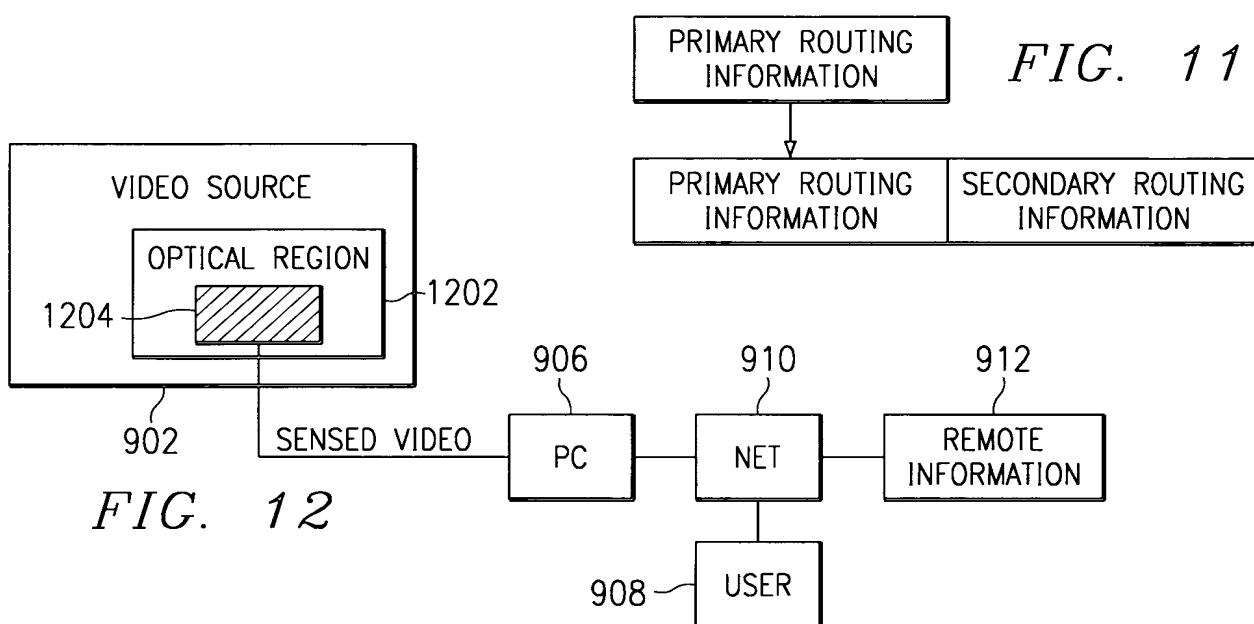 PRIMARY ROUTING
INFORMATION
FIG. 11
PRIMARY ROUTING
INFORMATION
SECONDARY ROUTING
INFORMATION
VIDEO SOURCE
OPTICAL REGION
1204
1202
902
SENSED VIDEO
906
PC
910
NET
912
REMOTE
INFORMATION
908
USER
FIG. 12